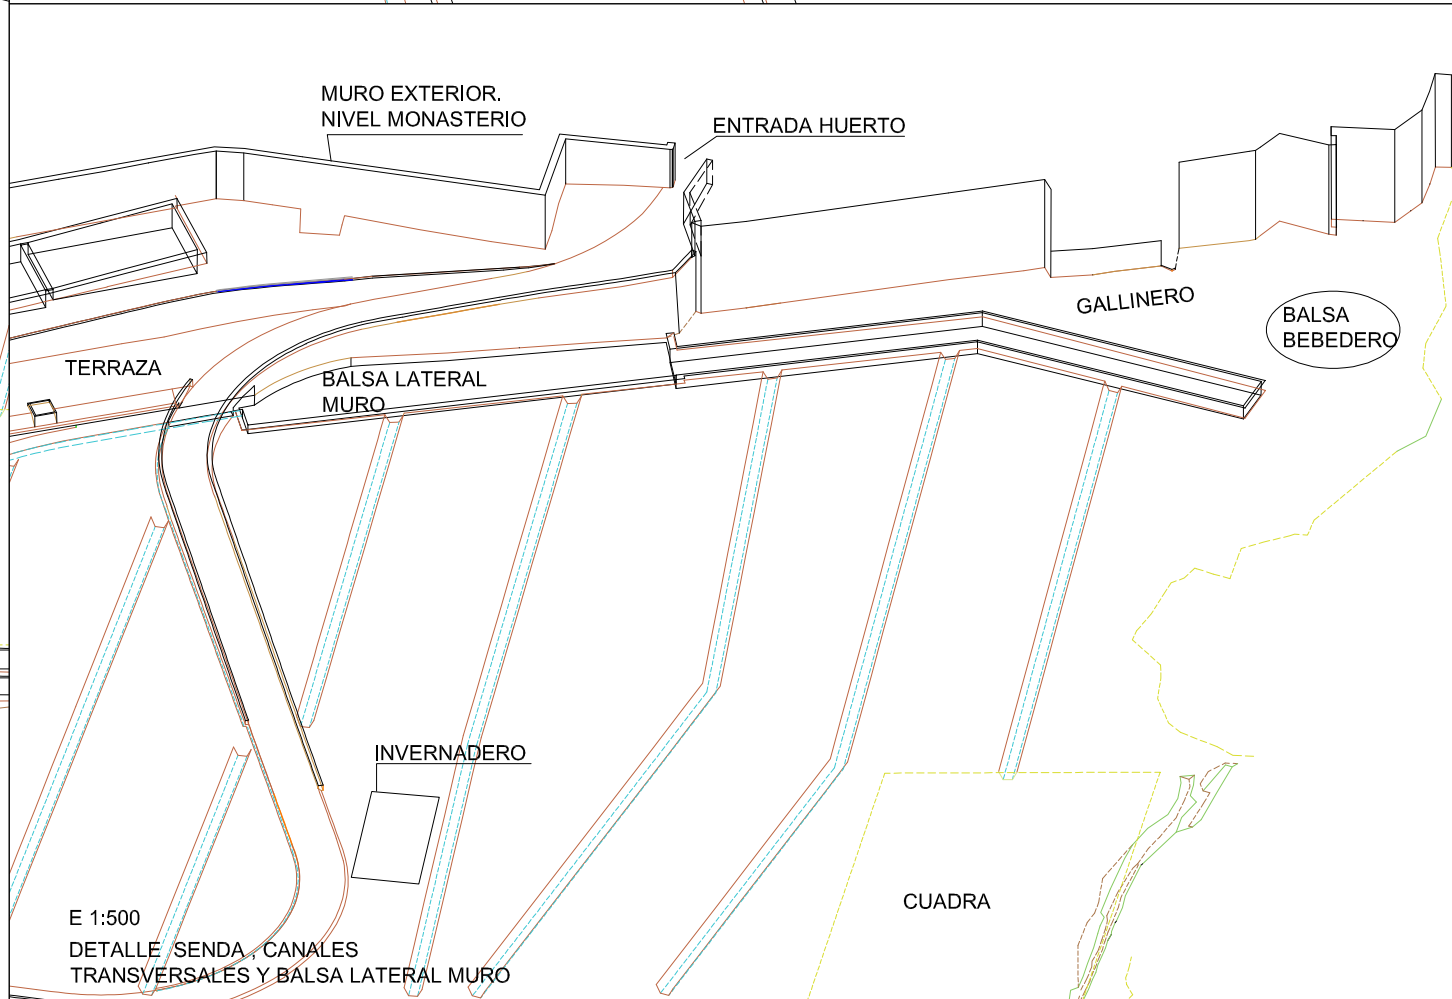 MURO EXTERIOR.
NIVEL MONASTERIO
ENTRADA HUERTO
GALLINERO
BALSA
BEBEDERO
TERRAZA
BALSA LATERAL
MURO
INVERNADERO
CUADRA
E 1:500
DETALLE SENDA , CANALES
TRANSVERSALES Y BALSA LATERAL MURO